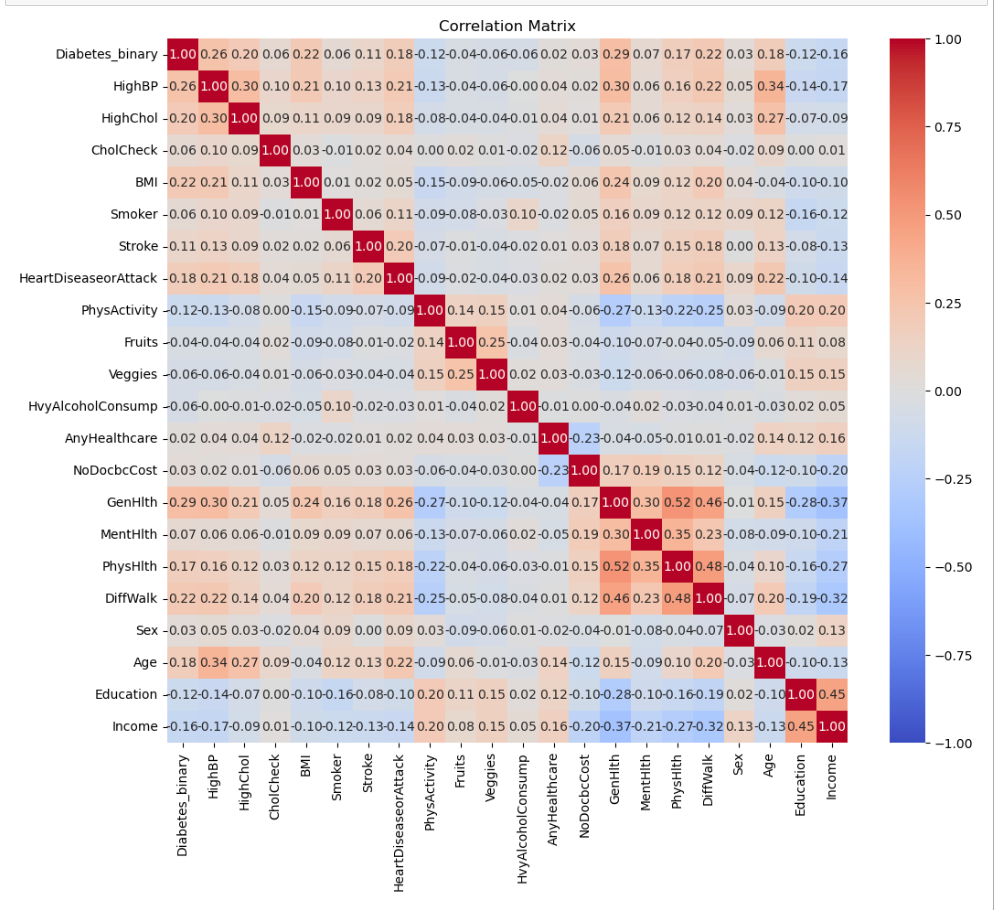 Correlation Matrix
Diabetes_binary 1.00 0.26 0.20 0.06 0.22 0.06 0.11 0.18 -0.12 -0.04 -0.06 -0.06 0.02 0.03 0.29 0.07 0.17 0.22 0.03 0.18 -0.12 -0.16
HighBP 0.26 1.00 0.30 0.10 0.21 0.10 0.13 0.21 -0.13 -0.04 -0.06 -0.00 0.04 0.02 0.30 0.06 0.16 0.22 0.05 0.34 -0.14 -0.17
HighChol 0.20 0.30 1.00 0.09 0.11 0.09 0.09 0.18 -0.08 -0.04 -0.04 -0.01 0.04 0.01 0.21 0.06 0.12 0.14 0.03 0.27 -0.07 -0.09
CholCheck 0.06 0.10 0.09 1.00 0.03 -0.01 0.02 0.04 0.00 0.02 0.01 -0.02 0.12 -0.06 0.05 -0.01 0.03 0.04 -0.02 0.09 0.00 0.01
BMI 0.22 0.21 0.11 0.03 1.00 0.01 0.02 0.05 -0.15 -0.09 -0.06 -0.05 -0.02 0.06 0.24 0.09 0.12 0.20 0.04 -0.04 -0.10 -0.10
Smoker 0.06 0.10 0.09 -0.01 0.01 1.00 0.06 0.11 -0.09 -0.08 -0.03 0.10 -0.02 0.05 0.16 0.09 0.12 0.12 0.09 0.12 -0.16 -0.12
Stroke 0.11 0.13 0.09 0.02 0.02 0.06 1.00 0.20 -0.07 -0.01 -0.04 -0.02 0.01 0.03 0.18 0.07 0.15 0.18 0.00 0.13 -0.08 -0.13
HeartDiseaseorAttack 0.18 0.21 0.18 0.04 0.05 0.11 0.20 1.00 -0.09 -0.02 -0.04 -0.03 0.02 0.03 0.26 0.06 0.18 0.21 0.09 0.22 -0.10 -0.14
PhysActivity -0.12 -0.13 -0.08 0.00 -0.15 -0.09 -0.07 -0.09 1.00 0.14 0.15 0.01 0.04 -0.06 -0.27 -0.13 -0.22 -0.25 0.03 -0.09 0.20 0.20
Fruits -0.04 -0.04 -0.04 0.02 -0.09 -0.08 -0.01 -0.02 0.14 1.00 0.25 -0.04 0.03 -0.04 -0.10 -0.07 -0.04 -0.05 -0.09 0.06 0.11 0.08
Veggies -0.06 -0.06 -0.04 0.01 -0.06 -0.03 -0.04 -0.04 0.15 0.25 1.00 0.02 0.03 -0.03 -0.12 -0.06 -0.06 -0.08 -0.06 -0.01 0.15 0.15
HvyAlcoholConsump -0.06 -0.00 -0.01 -0.02 -0.05 0.10 -0.02 -0.03 0.01 -0.04 0.02 1.00 -0.01 0.00 -0.04 0.02 -0.03 -0.04 0.01 -0.03 0.02 0.05
AnyHealthcare 0.02 0.04 0.04 0.12 -0.02 -0.02 0.01 0.02 0.04 0.03 0.03 -0.01 1.00 -0.23 -0.04 -0.05 -0.01 0.01 -0.02 0.14 0.12 0.16
NoDocbcCost 0.03 0.02 0.01 -0.06 0.06 0.05 0.03 0.03 -0.06 -0.04 -0.03 0.00 -0.23 1.00 0.17 0.19 0.15 0.12 -0.04 -0.12 -0.10 -0.20
GenHlth 0.29 0.30 0.21 0.05 0.24 0.16 0.18 0.26 -0.27 -0.10 -0.12 -0.04 -0.04 0.17 1.00 0.30 0.52 0.46 -0.01 0.15 -0.28 -0.37
MentHlth 0.07 0.06 0.06 -0.01 0.09 0.09 0.07 0.06 -0.13 -0.07 -0.06 0.02 -0.05 0.19 0.30 1.00 0.35 0.23 -0.08 -0.09 -0.10 -0.21
PhysHlth 0.17 0.16 0.12 0.03 0.12 0.12 0.15 0.18 -0.22 -0.04 -0.06 -0.03 -0.01 0.15 0.52 0.35 1.00 0.48 -0.04 0.10 -0.16 -0.27
DiffWalk 0.22 0.22 0.14 0.04 0.20 0.12 0.18 0.21 -0.25 -0.05 -0.08 -0.04 0.01 0.12 0.46 0.23 0.48 1.00 -0.07 0.20 -0.19 -0.32
Sex 0.03 0.05 0.03 -0.02 0.04 0.09 0.00 0.09 0.03 -0.09 -0.06 0.01 -0.02 -0.04 -0.01 -0.08 -0.04 -0.07 1.00 -0.03 0.02 0.13
Age 0.18 0.34 0.27 0.09 -0.04 0.12 0.13 0.22 -0.09 0.06 -0.01 -0.03 0.14 -0.12 0.15 -0.09 0.10 0.20 -0.03 1.00 -0.10 -0.13
Education -0.12 -0.14 -0.07 0.00 -0.10 -0.16 -0.08 -0.10 0.20 0.11 0.15 0.02 0.12 -0.10 -0.28 -0.10 -0.16 -0.19 0.02 -0.10 1.00 0.45
Income -0.16 -0.17 -0.09 0.01 -0.10 -0.12 -0.13 -0.14 0.20 0.08 0.15 0.05 0.16 -0.20 -0.37 -0.21 -0.27 -0.32 0.13 -0.13 0.45 1.00
Diabetes_binary
HighBP
HighChol
CholCheck
BMI
Smoker
Stroke
HeartDiseaseorAttack
PhysActivity
Fruits
Veggies
HvyAlcoholConsump
AnyHealthcare
NoDocbcCost
GenHlth
MentHlth
PhysHlth
DiffWalk
Sex
Age
Education
Income
1.00
0.75
0.50
0.25
0.00
−0.25
−0.50
−0.75
−1.00